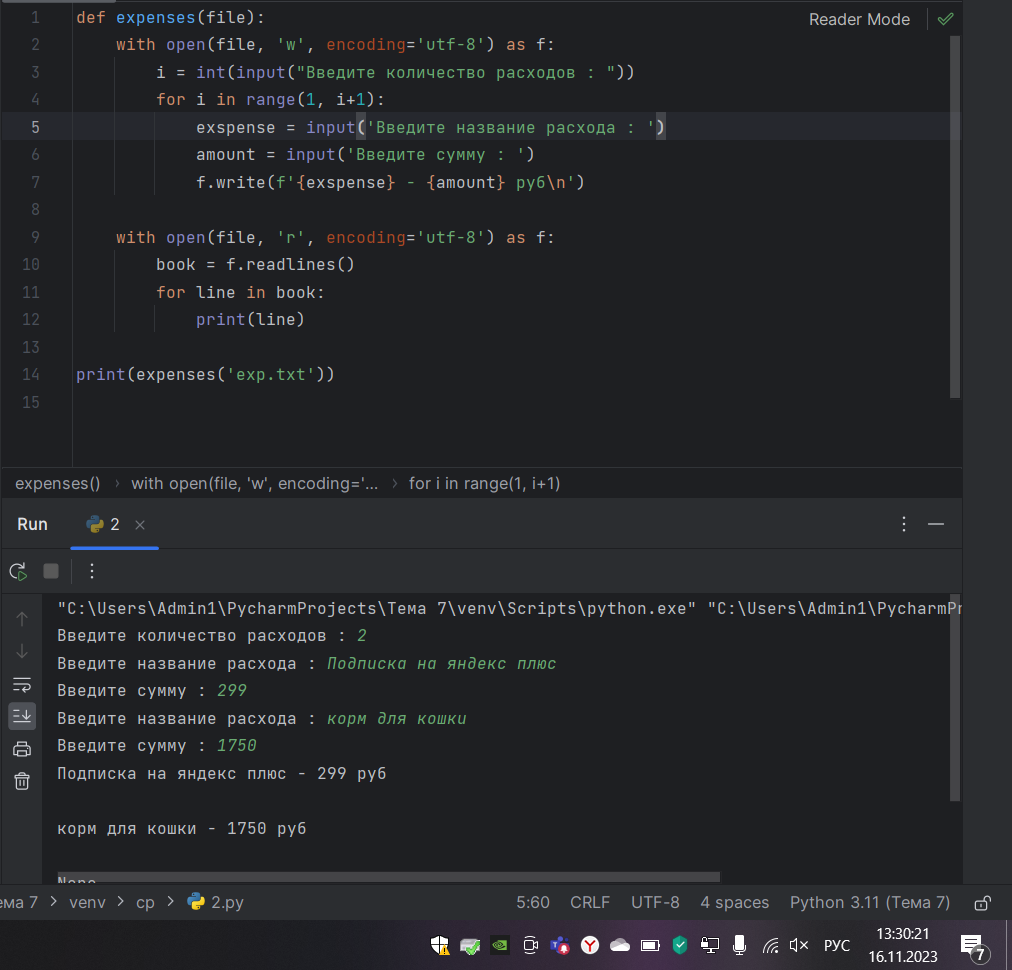 1 def expenses(file):
Reader Mode
2 with open(file, 'w', encoding='utf-8') as f:
3 i = int(input("Введите количество расходов : "))
4 for i in range(1, i+1):
5 exspense = input('Введите название расхода : ')
6 amount = input('Введите сумму : ')
7 f.write(f'{exspense} - {amount} руб\n')
8
9 with open(file, 'r', encoding='utf-8') as f:
10 book = f.readlines()
11 for line in book:
12 print(line)
13
14 print(expenses('exp.txt'))
15
expenses() › with open(file, 'w', encoding='... › for i in range(1, i+1)
Run 2
"C:\Users\Admin1\PycharmProjects\Тема 7\venv\Scripts\python.exe" "C:\Users\Admin1\PycharmPr
Введите количество расходов : 2
Введите название расхода : Подписка на яндекс плюс
Введите сумму : 299
Введите название расхода : корм для кошки
Введите сумму : 1750
Подписка на яндекс плюс - 299 руб
корм для кошки - 1750 руб
None
ема 7 > venv > ср > 2.py 5:60 CRLF UTF-8 4 spaces Python 3.11 (Тема 7)
РУС 13:30:21
16.11.2023
7